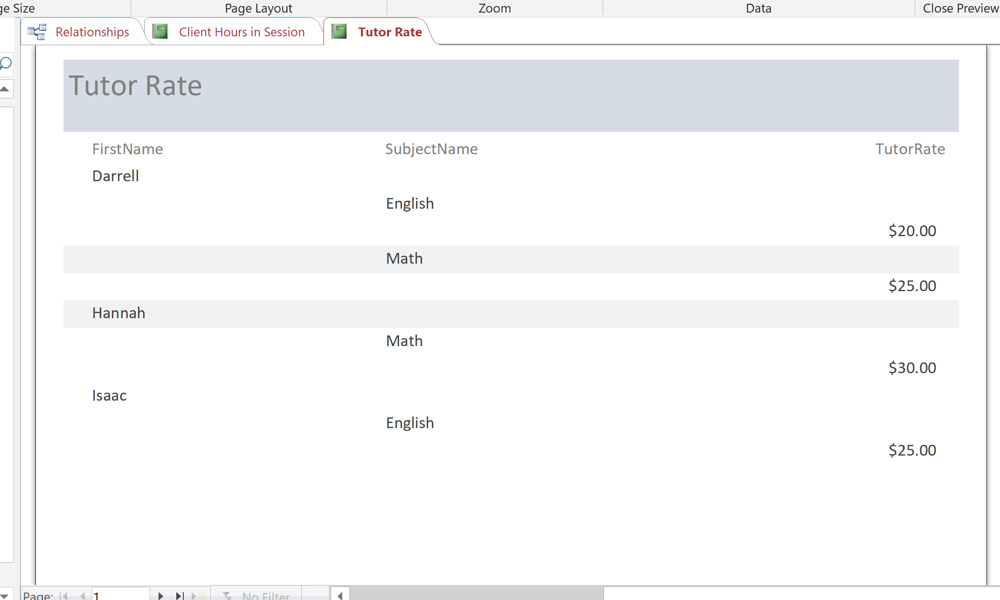 ge Size Page Layout Zoom Data Close Preview
Relationships Client Hours in Session Tutor Rate
Tutor Rate
FirstName SubjectName TutorRate
Darrell
English
$20.00
Math
$25.00
Hannah
Math
$30.00
Isaac
English
$25.00
Page: 1 No Filter